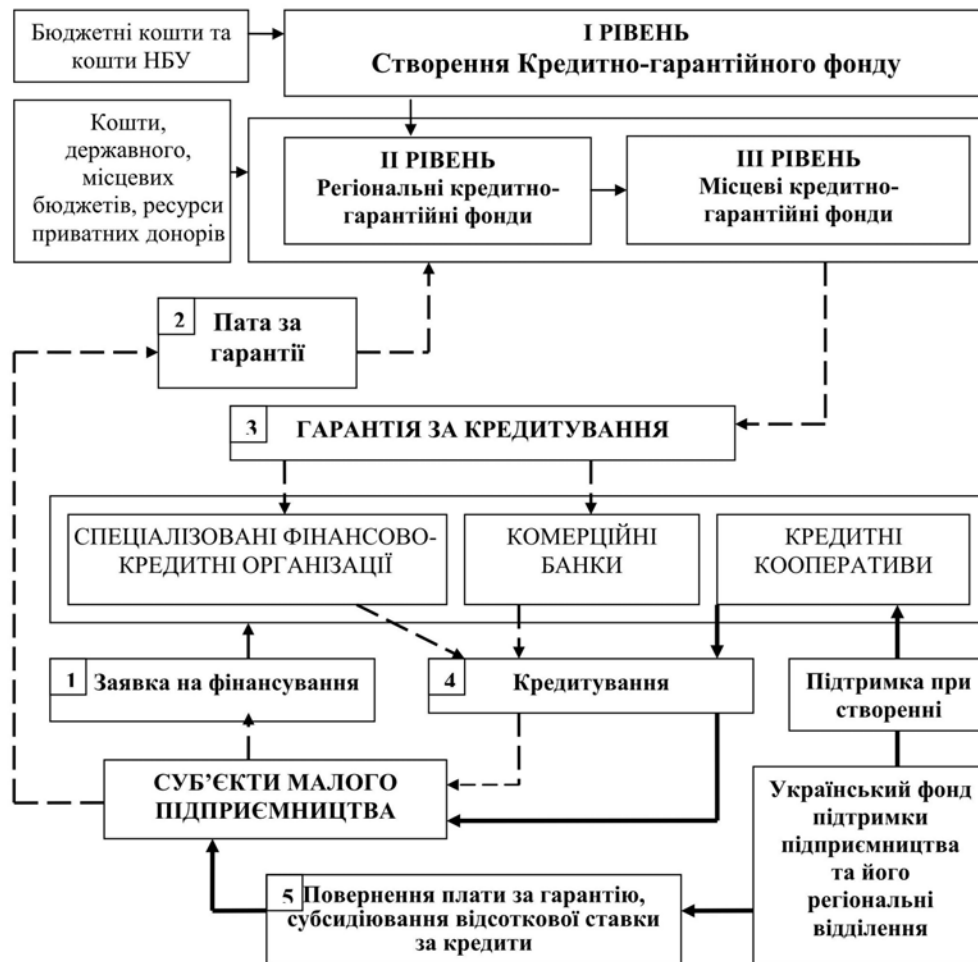 Бюджетні кошти та
кошти НБУ
І РІВЕНЬ
Створення Кредитно-гарантійного фонду
Кошти,
державного,
місцевих
бюджетів, ресурси
приватних донорів
ІІ РІВЕНЬ
Регіональні кредитно-
гарантійні фонди
ІІІ РІВЕНЬ
Місцеві кредитно-
гарантійні фонди
2
Пата за
гарантії
3
ГАРАНТІЯ ЗА КРЕДИТУВАННЯ
СПЕЦІАЛІЗОВАНІ ФІНАНСОВО-
КРЕДИТНІ ОРГАНІЗАЦІЇ
КОМЕРЦІЙНІ
БАНКИ
КРЕДИТНІ
КООПЕРАТИВИ
1
Заявка на фінансування
4
Кредитування
Підтримка при
створенні
СУБ’ЄКТИ МАЛОГО
ПІДПРИЄМНИЦТВА
Український фонд
підтримки
підприємництва
та його
регіональні
відділення
5
Повернення плати за гарантію,
субсидіювання відсоткової ставки
за кредити